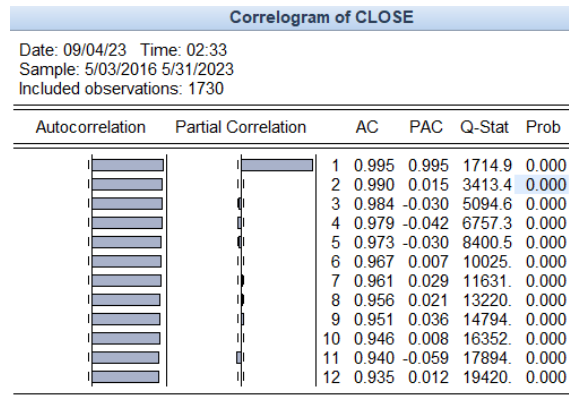 Correlogram of CLOSE
Date: 09/04/23 Time: 02:33
Sample: 5/03/2016 5/31/2023
Included observations: 1730
Autocorrelation Partial Correlation AC PAC Q-Stat Prob
1 0.995 0.995 1714.9 0.000
2 0.990 0.015 3413.4 0.000
3 0.984 -0.030 5094.6 0.000
4 0.979 -0.042 6757.3 0.000
5 0.973 -0.030 8400.5 0.000
6 0.967 0.007 10025. 0.000
7 0.961 0.029 11631. 0.000
8 0.956 0.021 13220. 0.000
9 0.951 0.036 14794. 0.000
10 0.946 0.008 16352. 0.000
11 0.940 -0.059 17894. 0.000
12 0.935 0.012 19420. 0.000